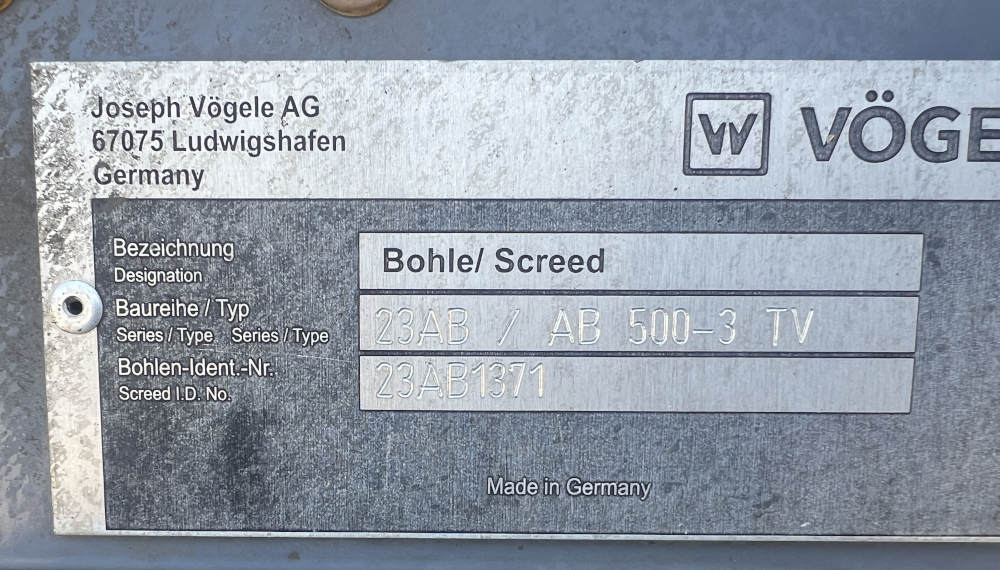 Joseph Vögele AG
67075 Ludwigshafen
Germany
VÖGE
Bezeichnung
Designation
Bohle/ Screed
Baureihe / Typ
Series / Type Series / Type
23AB / AB 500-3 TV
Bohlen-Ident.-Nr.
Screed I.D. No.
23AB1371
Made in Germany